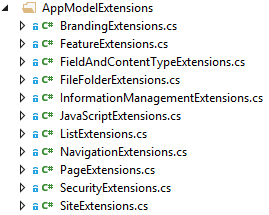 AppModelExtensions
C# BrandingExtensions.cs
C# FeatureExtensions.cs
C# FieldAndContentTypeExtensions.cs
C# FileFolderExtensions.cs
C# InformationManagementExtensions.cs
C# JavaScriptExtensions.cs
C# ListExtensions.cs
C# NavigationExtensions.cs
C# PageExtensions.cs
C# SecurityExtensions.cs
C# SiteExtensions.cs